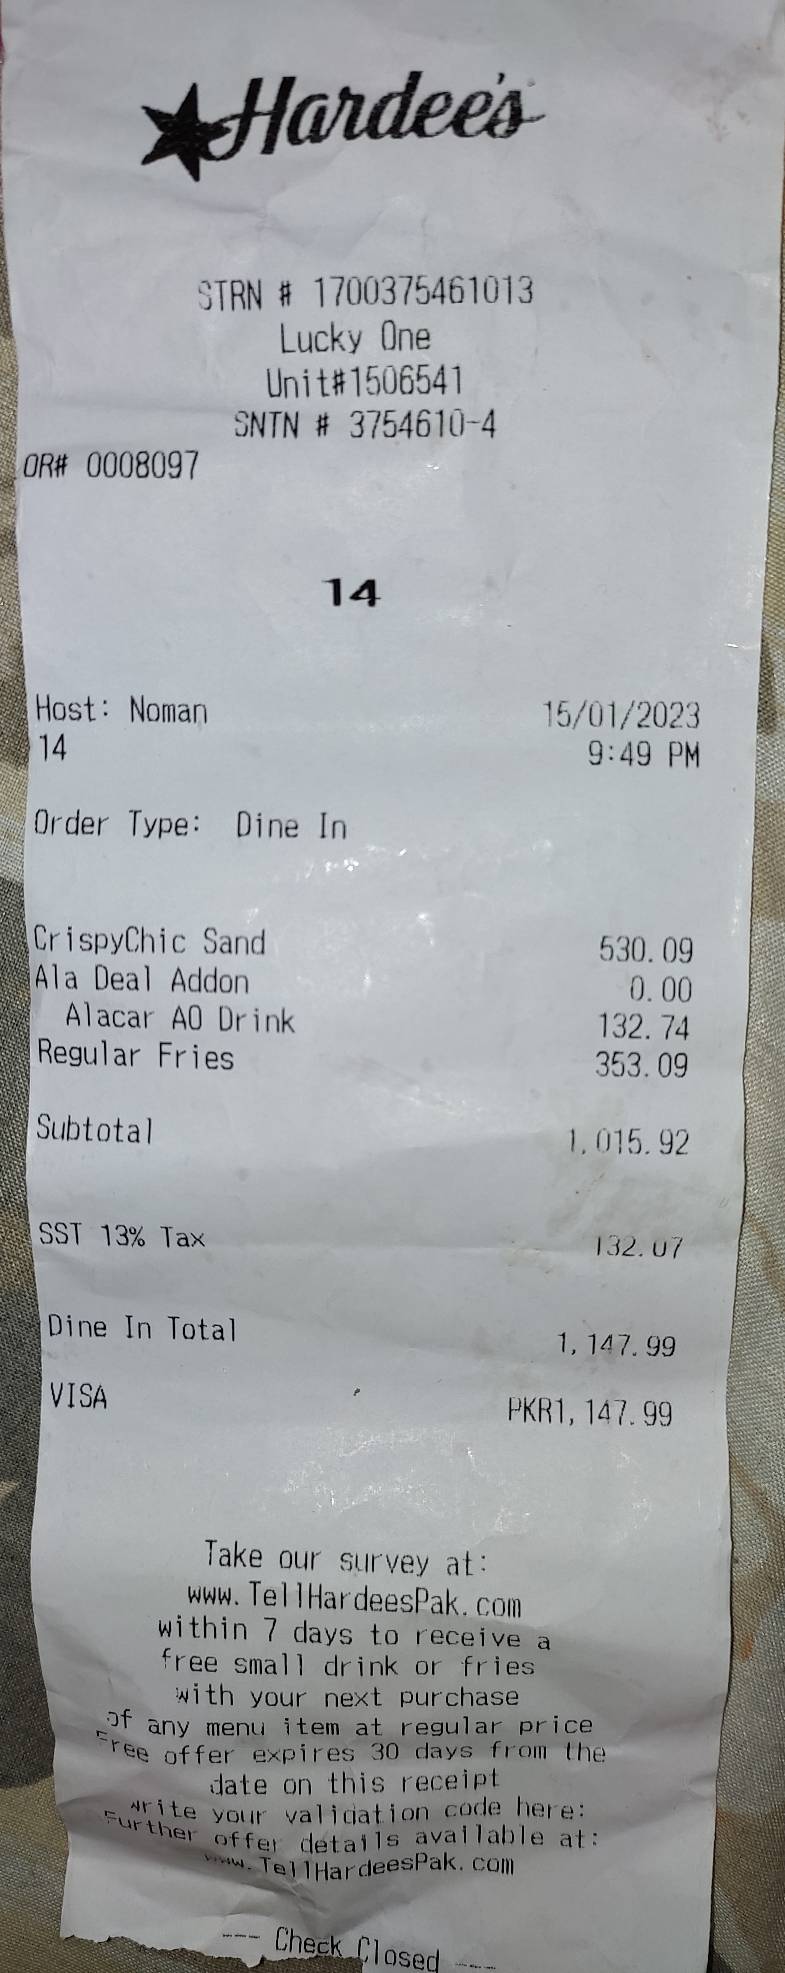 Hardee's
STRN # 1700375461013
Lucky One
Unit#1506541
SNTN # 3754610-4
OR# 0008097
14
Host: Noman 15/01/2023
14 9:49 PM
Order Type: Dine In
CrispyChic Sand 530.09
Ala Deal Addon 0.00
Alacar AO Drink 132.74
Regular Fries 353.09
Subtotal 1,015.92
SST 13% Tax 132.07
Dine In Total 1,147.99
VISA PKR1,147.99
Take our survey at:
www.TellHardeesPak.com
within 7 days to receive a
free small drink or fries
with your next purchase
of any menu item at regular price
Free offer expires 30 days from the
date on this receipt
Write your validation code here:
Further offer details available at:
www.TellHardeesPak.com
--- Check Closed ---